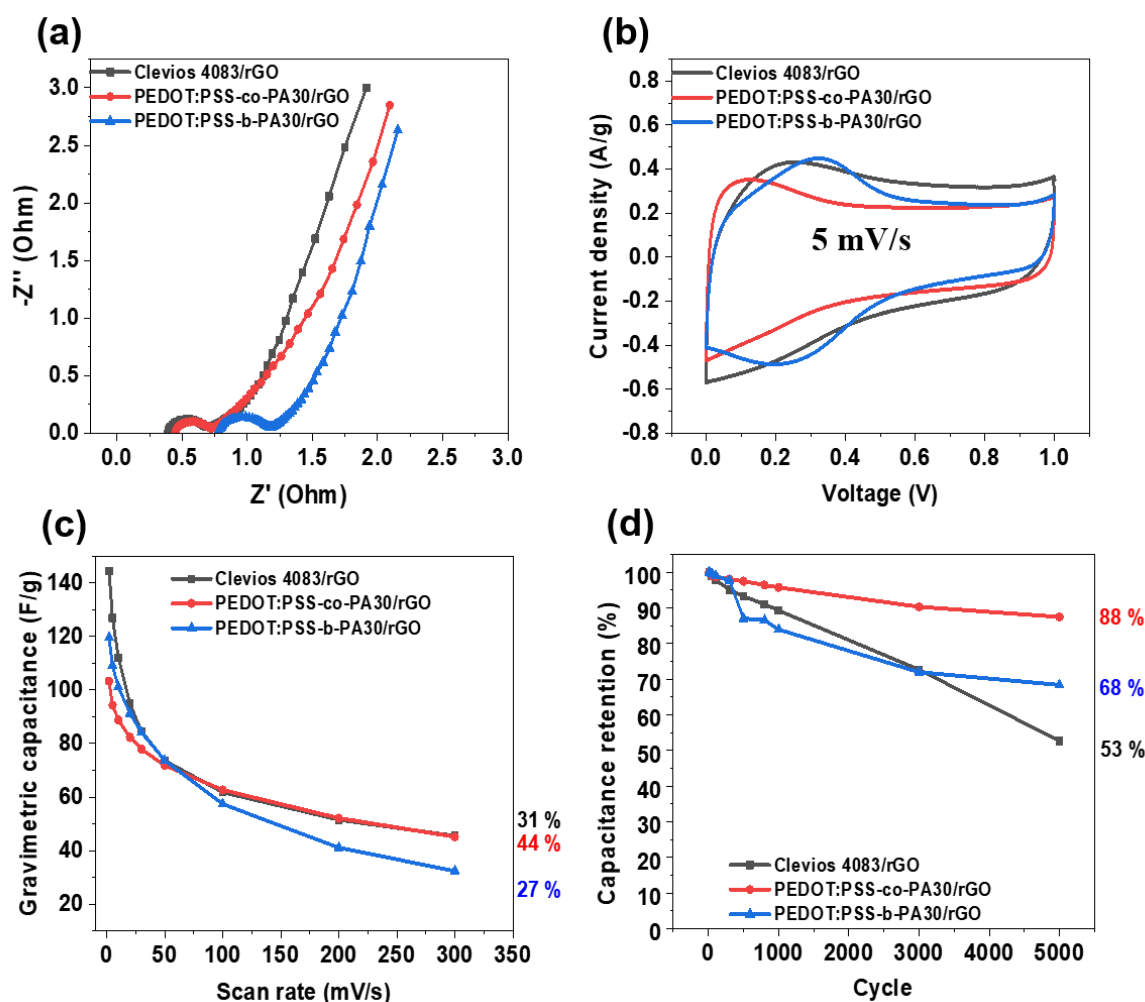 (a)
Clevios 4083/rGO
PEDOT:PSS-co-PA30/rGO
PEDOT:PSS-b-PA30/rGO
3.0
2.5
2.0
1.5
1.0
0.5
0.0
-Z'' (Ohm)
0.0 0.5 1.0 1.5 2.0 2.5 3.0
Z' (Ohm)
(b)
Clevios 4083/rGO
PEDOT:PSS-co-PA30/rGO
PEDOT:PSS-b-PA30/rGO
0.8
0.6
0.4
0.2
0.0
-0.2
-0.4
-0.6
-0.8
Current density (A/g)
5 mV/s
0.0 0.2 0.4 0.6 0.8 1.0
Voltage (V)
(c)
Clevios 4083/rGO
PEDOT:PSS-co-PA30/rGO
PEDOT:PSS-b-PA30/rGO
140
120
100
80
60
40
20
Gravimetric capacitance (F/g)
31 %
44 %
27 %
0 50 100 150 200 250 300 350
Scan rate (mV/s)
(d)
100
90
80
70
60
50
40
30
20
10
0
Capacitance retention (%)
88 %
68 %
53 %
Clevios 4083/rGO
PEDOT:PSS-co-PA30/rGO
PEDOT:PSS-b-PA30/rGO
0 1000 2000 3000 4000 5000
Cycle